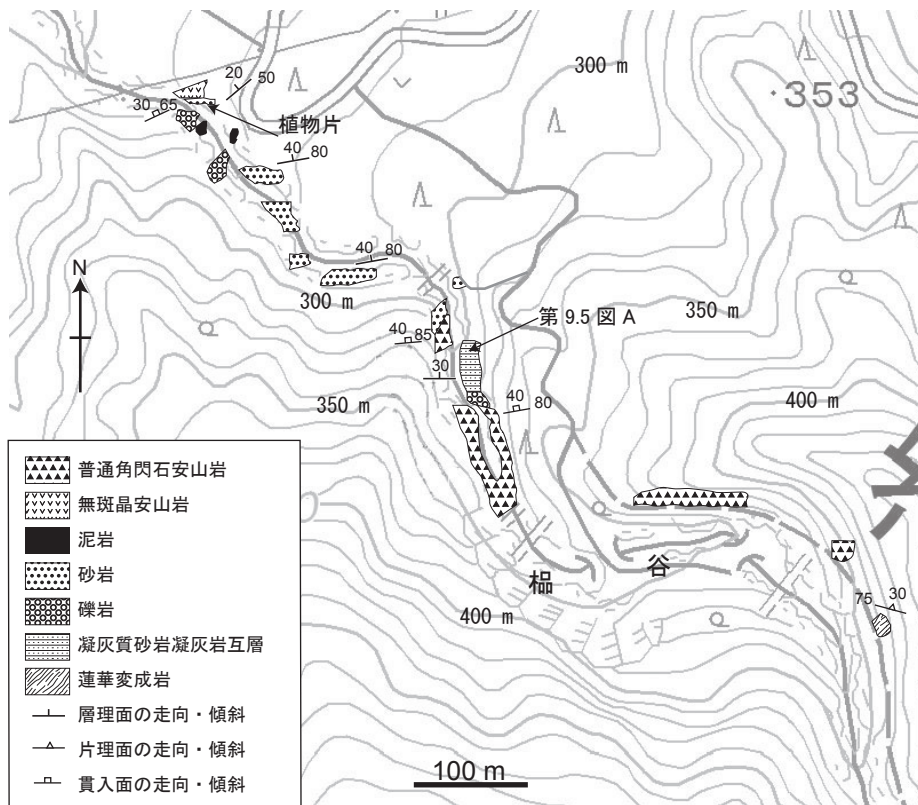 300 m
353
20 50
30 65
植物片
40 80
N
40 80
300 m
第 9.5 図 A
350 m
40 85
30
350 m
40 80
400 m
普通角閃石安山岩
無斑晶安山岩
泥岩
砂岩
礫岩
凝灰質砂岩凝灰岩互層
蓮華変成岩
層理面の走向・傾斜
片理面の走向・傾斜
貫入面の走向・傾斜
谷
75 30
400 m
100 m